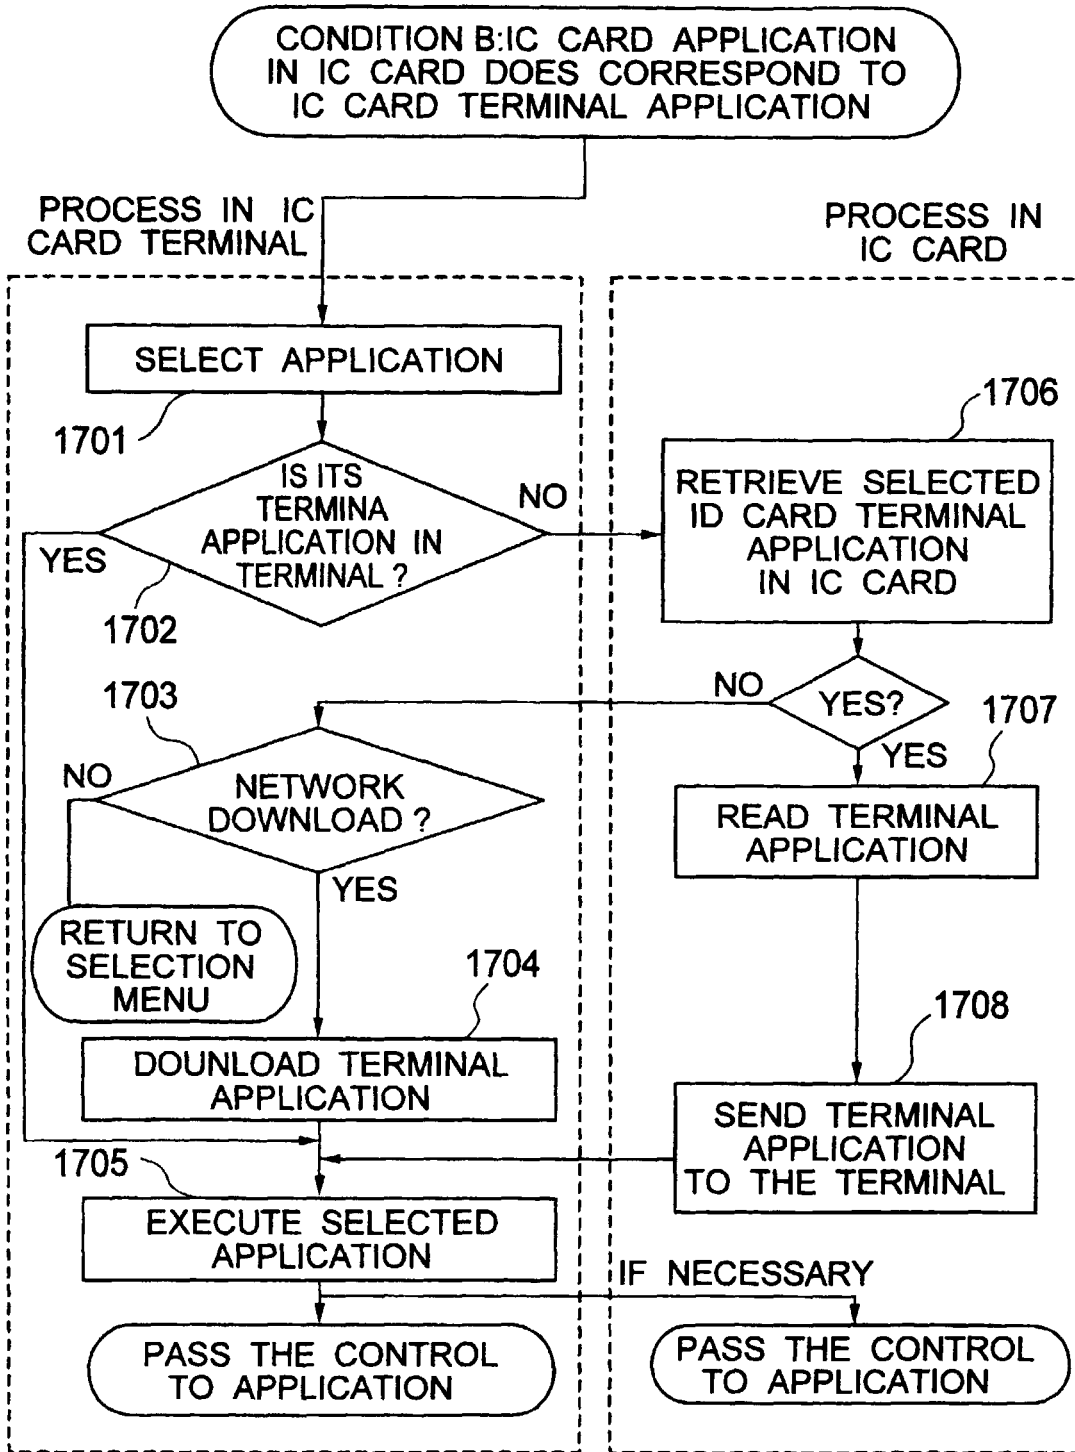 CONDITION B:IC CARD APPLICATION
IN IC CARD DOES CORRESPOND TO
IC CARD TERMINAL APPLICATION
PROCESS IN IC
CARD TERMINAL
PROCESS IN
IC CARD
SELECT APPLICATION
1701
IS ITS
TERMINA
APPLICATION IN
TERMINAL ?
YES
NO
1702
1706
RETRIEVE SELECTED
ID CARD TERMINAL
APPLICATION
IN IC CARD
YES?
NO
YES
1703
NETWORK
DOWNLOAD ?
NO
YES
RETURN TO
SELECTION
MENU
1707
READ TERMINAL
APPLICATION
1704
DOUNLOAD TERMINAL
APPLICATION
1708
SEND TERMINAL
APPLICATION
TO THE TERMINAL
1705
EXECUTE SELECTED
APPLICATION
IF NECESSARY
PASS THE CONTROL
TO APPLICATION
PASS THE CONTROL
TO APPLICATION